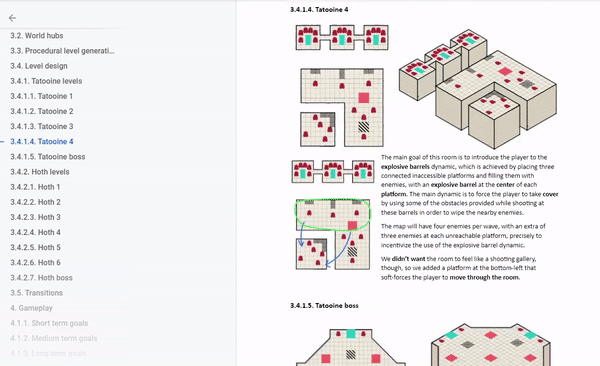 3.2. World hubs
3.3. Procedural level generati...
3.4. Level design
3.4.1. Tatooine levels
3.4.1.1. Tatooine 1
3.4.1.2. Tatooine 2
3.4.1.3. Tatooine 3
3.4.1.4. Tatooine 4
3.4.1.5. Tatooine boss
3.4.2. Hoth levels
3.4.2.1. Hoth 1
3.4.2.2. Hoth 2
3.4.2.3. Hoth 3
3.4.2.4. Hoth 4
3.4.2.5. Hoth 5
3.4.2.6. Hoth 6
3.4.2.7. Hoth boss
3.5. Transitions
4. Gameplay
4.1.1. Short term goals
4.1.2. Medium term goals
4.1.3. Long term goals
3.4.1.4. Tatooine 4
The main goal of this room is to introduce the player to the
explosive barrels dynamic, which is achieved by placing three
connected inaccessible platforms and filling them with
enemies, with an explosive barrel at the center of each
platform. The main dynamic is to force the player to take cover
by using some of the obstacles provided while shooting at
these barrels in order to wipe the nearby enemies.
The map will have four enemies per wave, with an extra of
three enemies at each unreachable platform, precisely to
incentivize the use of the explosive barrel dynamic.
We didn't want the room to feel like a shooting gallery,
though, so we added a platform at the bottom-left that
soft-forces the player to move through the room.
3.4.1.5. Tatooine boss